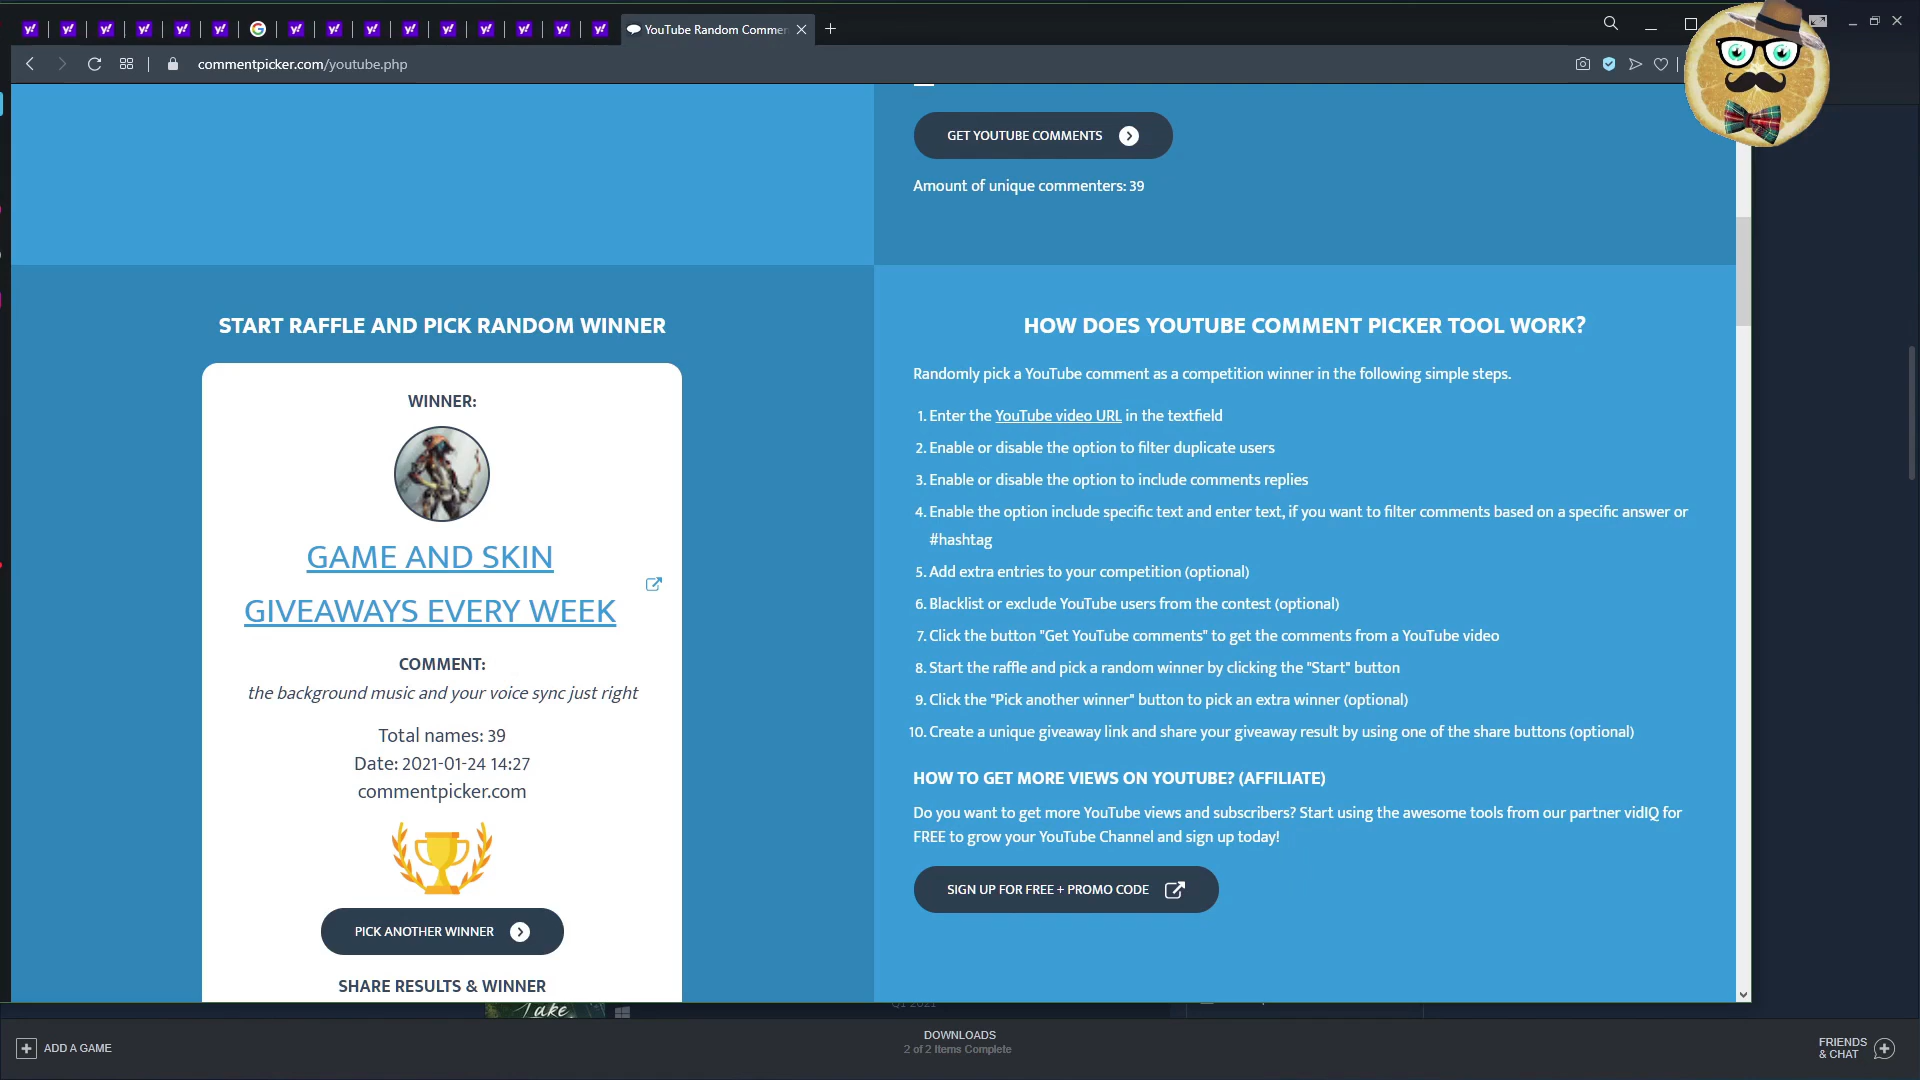 YouTube Random Commen
commentpicker.com/youtube.php
GET YOUTUBE COMMENTS
Amount of unique commenters: 39
START RAFFLE AND PICK RANDOM WINNER
WINNER:
GAME AND SKIN
GIVEAWAYS EVERY WEEK
COMMENT:
the background music and your voice sync just right
Total names: 39
Date: 2021-01-24 14:27
commentpicker.com
PICK ANOTHER WINNER
SHARE RESULTS & WINNER
HOW DOES YOUTUBE COMMENT PICKER TOOL WORK?
Randomly pick a YouTube comment as a competition winner in the following simple steps.
1. Enter the YouTube video URL in the textfield
2. Enable or disable the option to filter duplicate users
3. Enable or disable the option to include comments replies
4. Enable the option include specific text and enter text, if you want to filter comments based on a specific answer or
#hashtag
5. Add extra entries to your competition (optional)
6. Blacklist or exclude YouTube users from the contest (optional)
7. Click the button "Get YouTube comments" to get the comments from a YouTube video
8. Start the raffle and pick a random winner by clicking the "Start" button
9. Click the "Pick another winner" button to pick an extra winner (optional)
10. Create a unique giveaway link and share your giveaway result by using one of the share buttons (optional)
HOW TO GET MORE VIEWS ON YOUTUBE? (AFFILIATE)
Do you want to get more YouTube views and subscribers? Start using the awesome tools from our partner vidIQ for
FREE to grow your YouTube Channel and sign up today!
SIGN UP FOR FREE + PROMO CODE
Take
Q1 2021
ADD A GAME
DOWNLOADS
2 of 2 Items Complete
FRIENDS
& CHAT